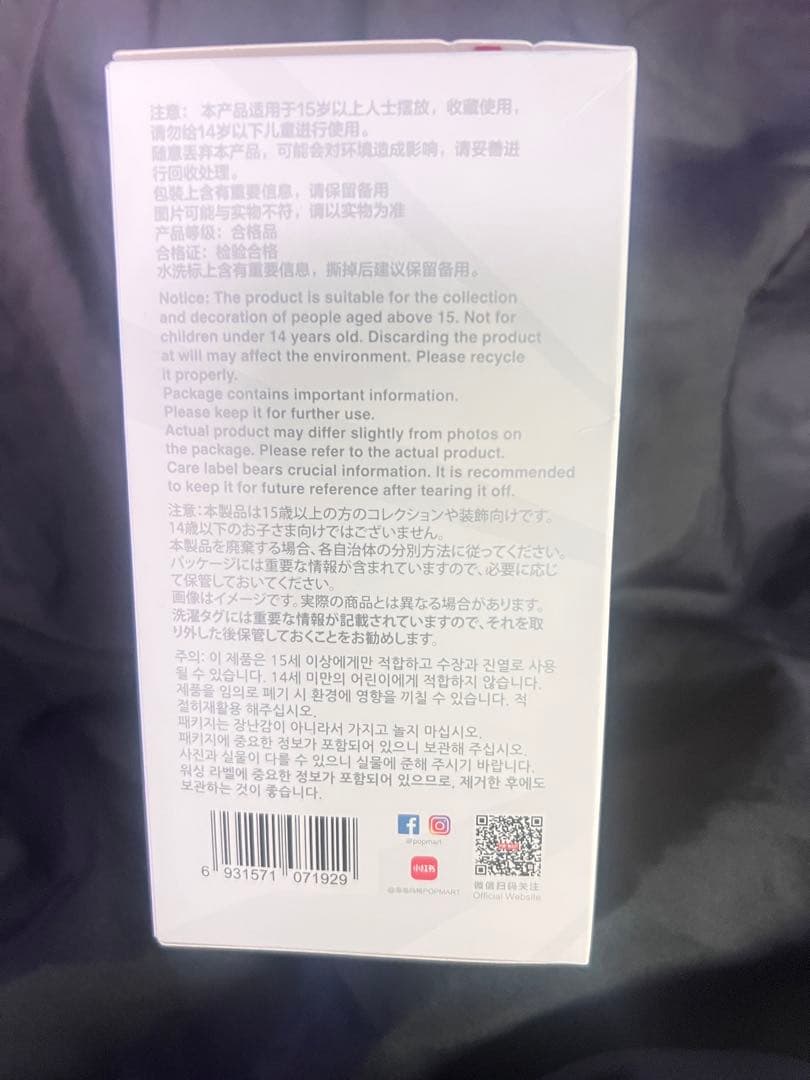 注意： 本产品适用于15岁以上人士摆放，收藏使用，
请勿给14岁以下儿童进行使用。
随意丢弃本产品，可能会对环境造成影响，请妥善进
行回收处理。
包装上含有重要信息，请保留备用
图片可能与实物不符，请以实物为准
产品等级：合格品
合格证：检验合格
水洗标上含有重要信息，撕掉后建议保留备用。
Notice: The product is suitable for the collection
and decoration of people aged above 15. Not for
children under 14 years old. Discarding the product
at will may affect the environment. Please recycle
it properly.
Package contains important information.
Please keep it for further use.
Actual product may differ slightly from photos on
the package. Please refer to the actual product.
Care label bears crucial information. It is recommended
to keep it for future reference after tearing it off.
注意：本製品は15歳以上の方のコレクションや装飾向けです。
14歳以下のお子さま向けではございません。
本製品を廃棄する場合、各自治体の分別方法に従ってください。
パッケージには重要な情報が含まれていますので、必要に応じ
て保管しておいてください。
画像はイメージです。実際の商品とは異なる場合があります。
洗濯タグには重要な情報が記載されていますので、それを取
り外した後保管しておくことをお勧めします。
주의: 이 제품은 15세 이상에게만 적합하고 수장과 진열로 사용
될 수 있습니다. 14세 미만의 어린이에게 적합하지 않습니다.
제품을 임의로 폐기 시 환경에 영향을 끼칠 수 있습니다. 적
절히재활용 해주십시오.
패키지는 장난감이 아니라서 가지고 놀지 마십시오.
패키지에 중요한 정보가 포함되어 있으니 보관해 주십시오.
사진과 실물이 다를 수 있으니 실물에 준해 주시기 바랍니다.
워싱 라벨에 중요한 정보가 포함되어 있으므로, 제거한 후에도
보관하는 것이 좋습니다.
6 931571 071929
@popmart
小红书
@泡泡玛特POPMART
微信扫码关注
Official Website